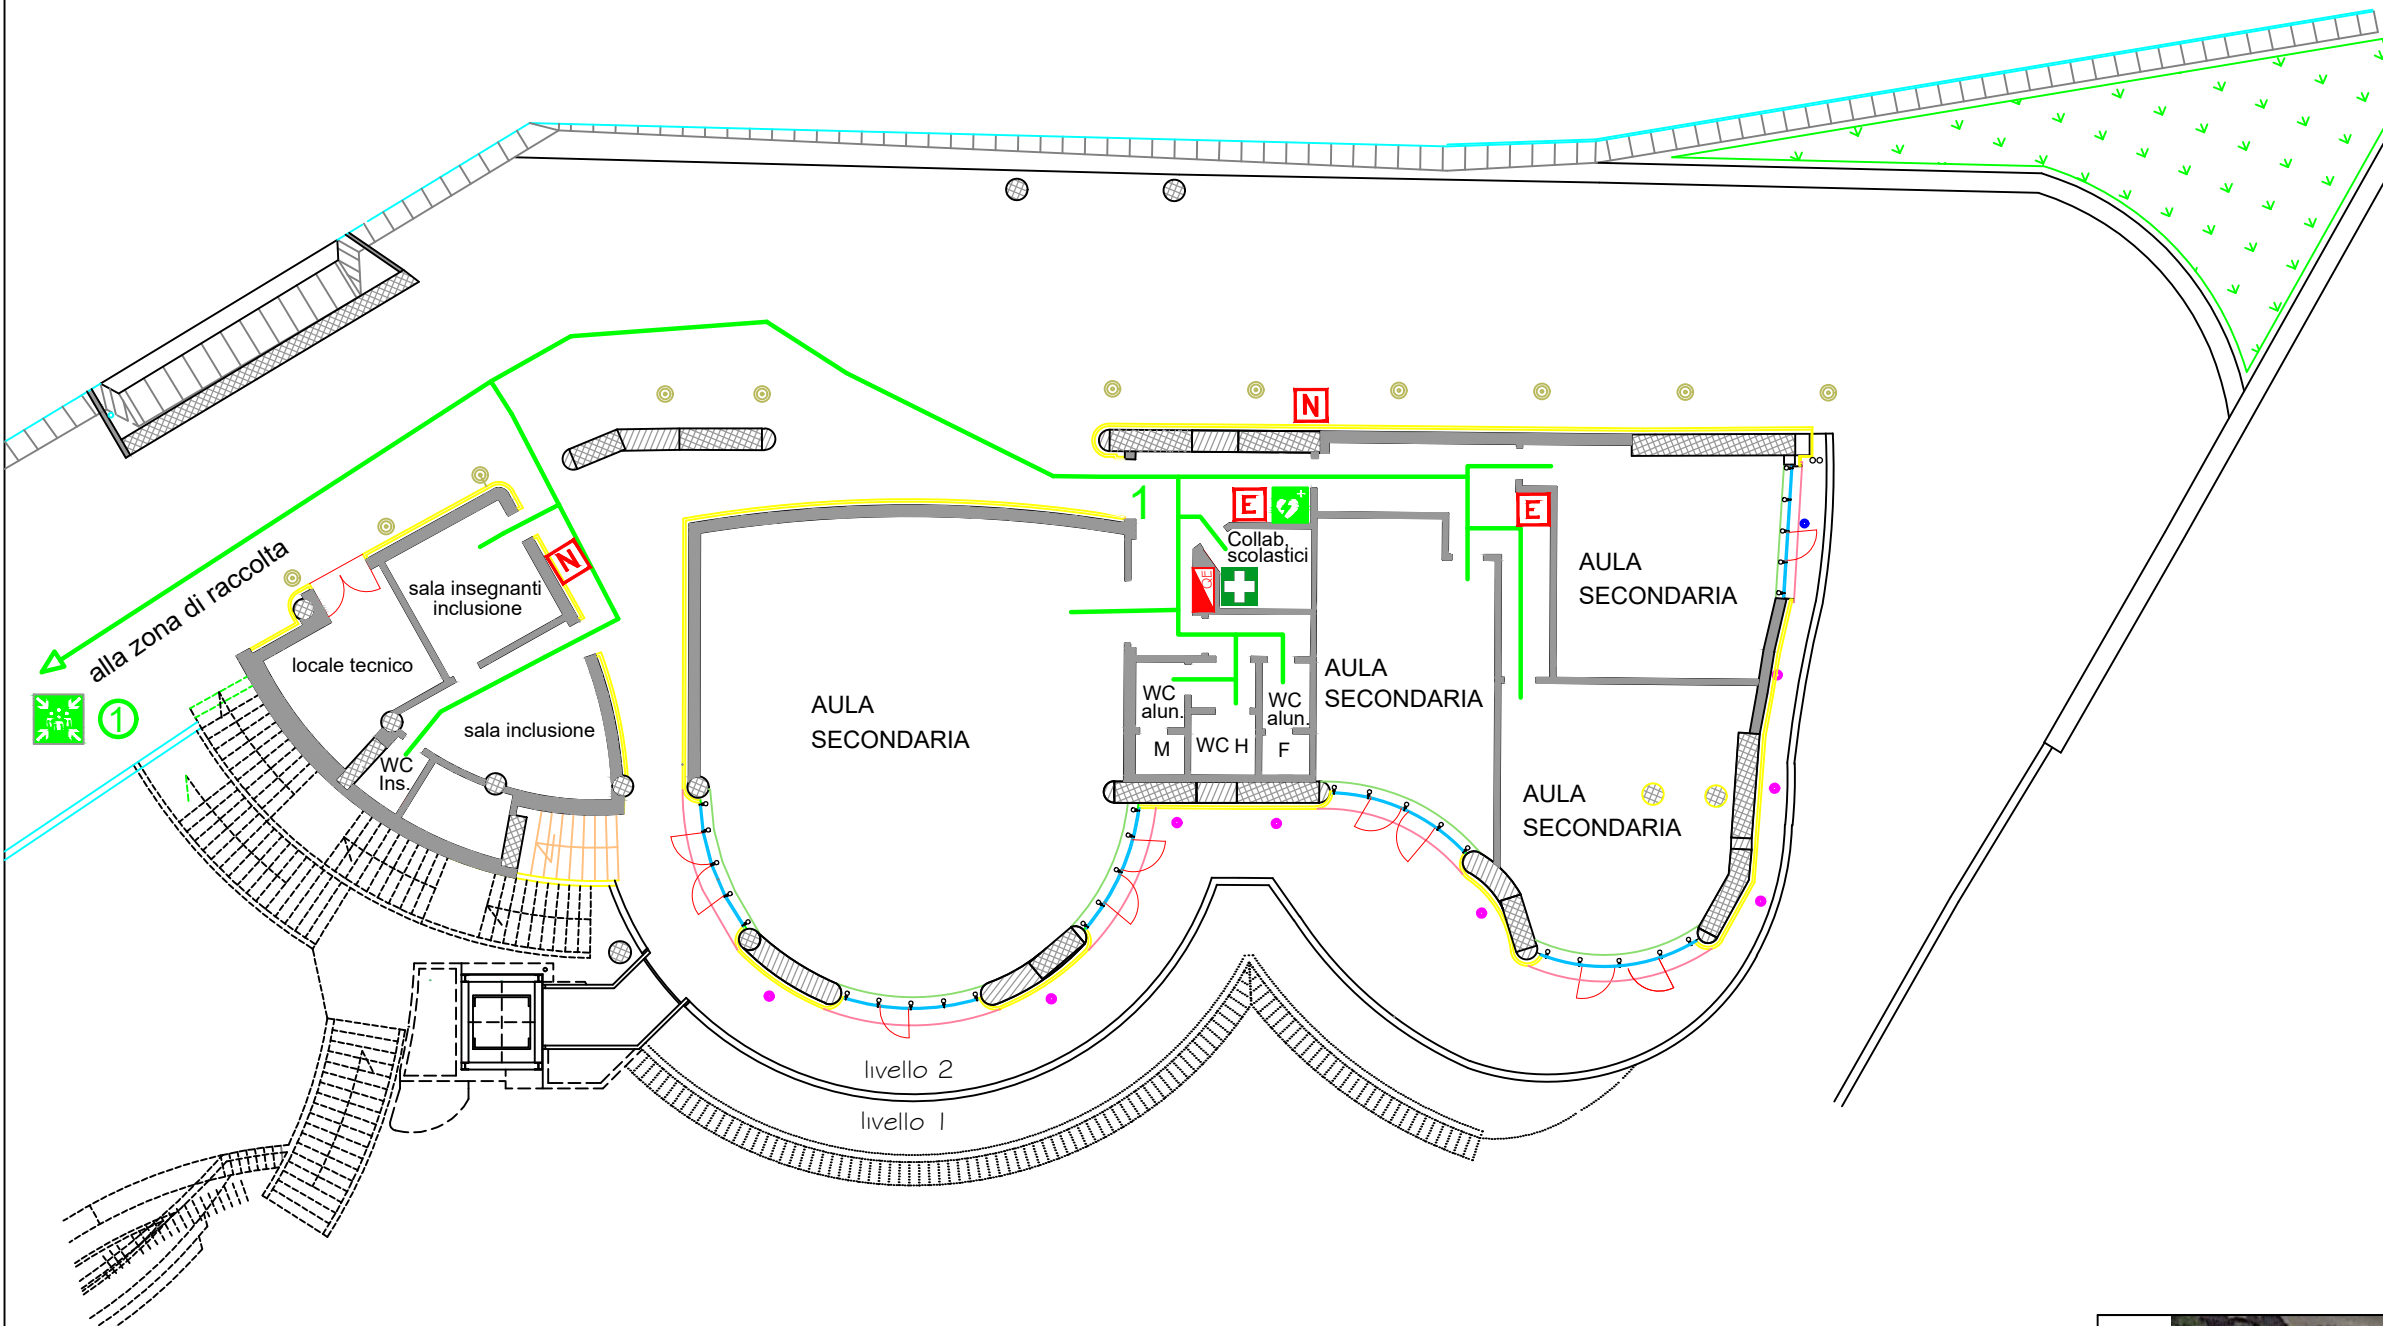 N
1
E
E
Collab.
scolastici
QE
AULA
SECONDARIA
N
sala insegnanti
inclusione
alla zona di raccolta
locale tecnico
1
sala inclusione
WC
Ins.
AULA
SECONDARIA
WC
alun.
M
WC H
WC
alun.
F
AULA
SECONDARIA
AULA
SECONDARIA
livello 2
livello 1